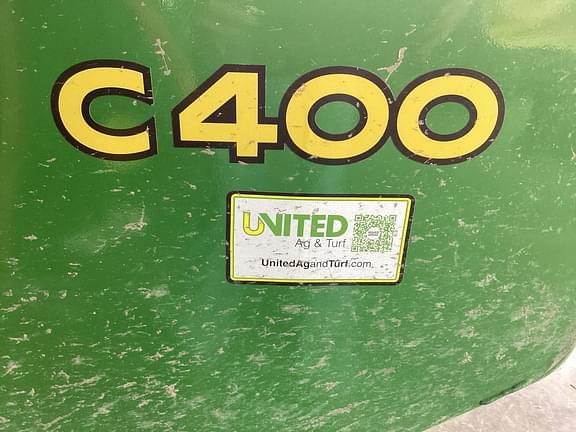 C400
UNITED
Ag & Turf
UnitedAgandTurf.com